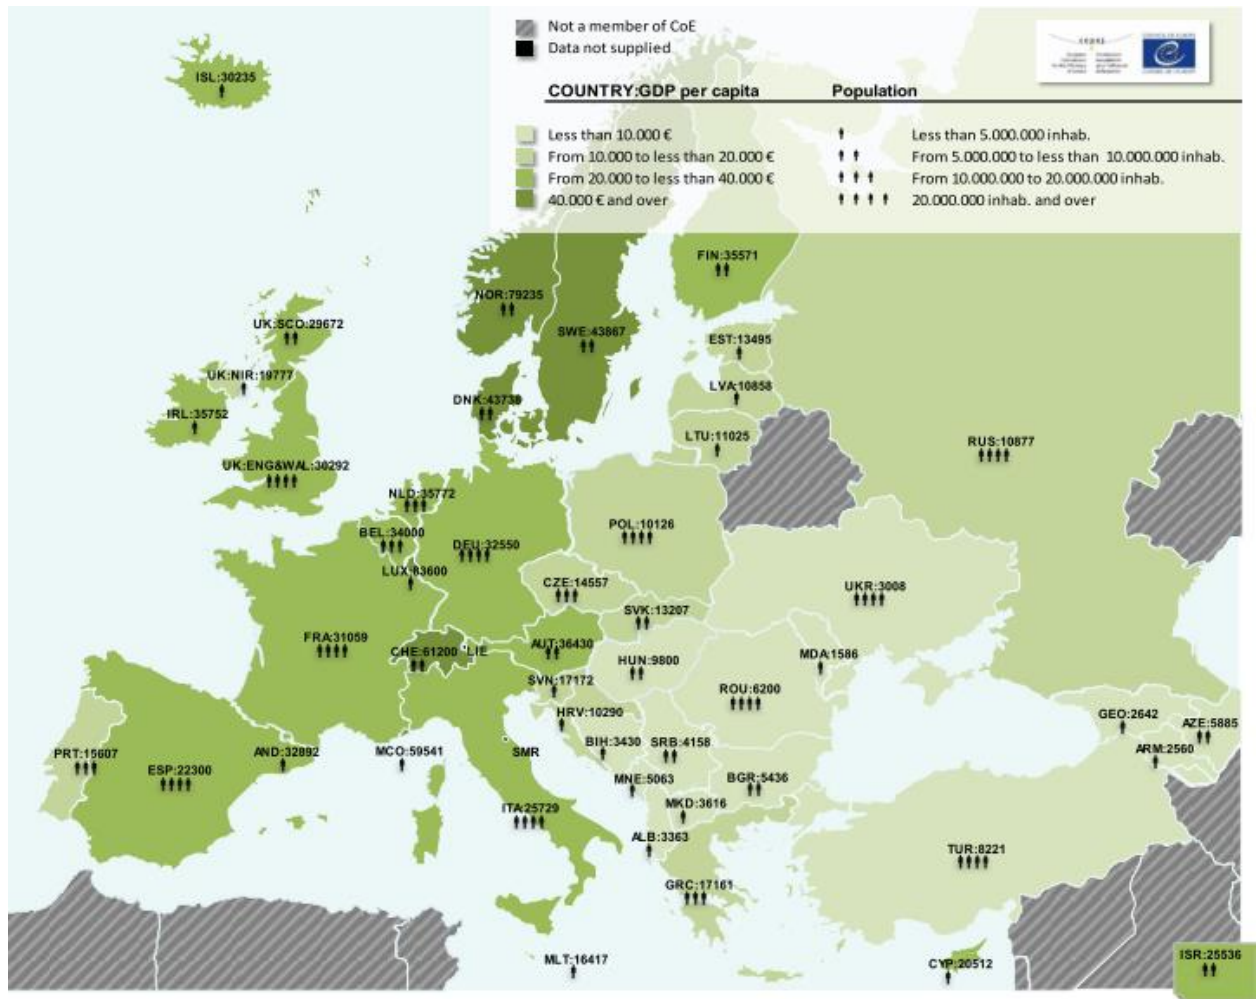 Not a member of CoE
Data not supplied
COUNTRY:GDP per capita Population
Less than 10.000 € Less than 5.000.000 inhab.
From 10.000 to less than 20.000 € From 5.000.000 to less than 10.000.000 inhab.
From 20.000 to less than 40.000 € From 10.000.000 to 20.000.000 inhab.
40.000 € and over 20.000.000 inhab. and over
ISL:30235
FIN:35571
NOR:79235
UK:SCO:29672
SWE:43867
EST:13495
UK:NIR:19777
LVA:10858
DNK:43738
IRL:35752
LTU:11025
RUS:10877
UK:ENG&WAL:30292
NLD:35772
POL:10126
BEL:34000
DEU:32550
LUX:83600
CZE:14557
UKR:3008
SVK:13207
FRA:31059
CHE:61200
LIE
AUT:36430
HUN:9800
MDA:1586
SVN:17172
ROU:6200
HRV:10290
GEO:2642
AZE:5885
PRT:15607
AND:32892
MCO:59541
SMR
BIH:3430
SRB:4158
ARM:2560
ESP:22300
MNE:5063
BGR:5436
ITA:25729
MKD:3616
ALB:3363
TUR:8221
GRC:17161
MLT:16417
CYP:20512
ISR:25536